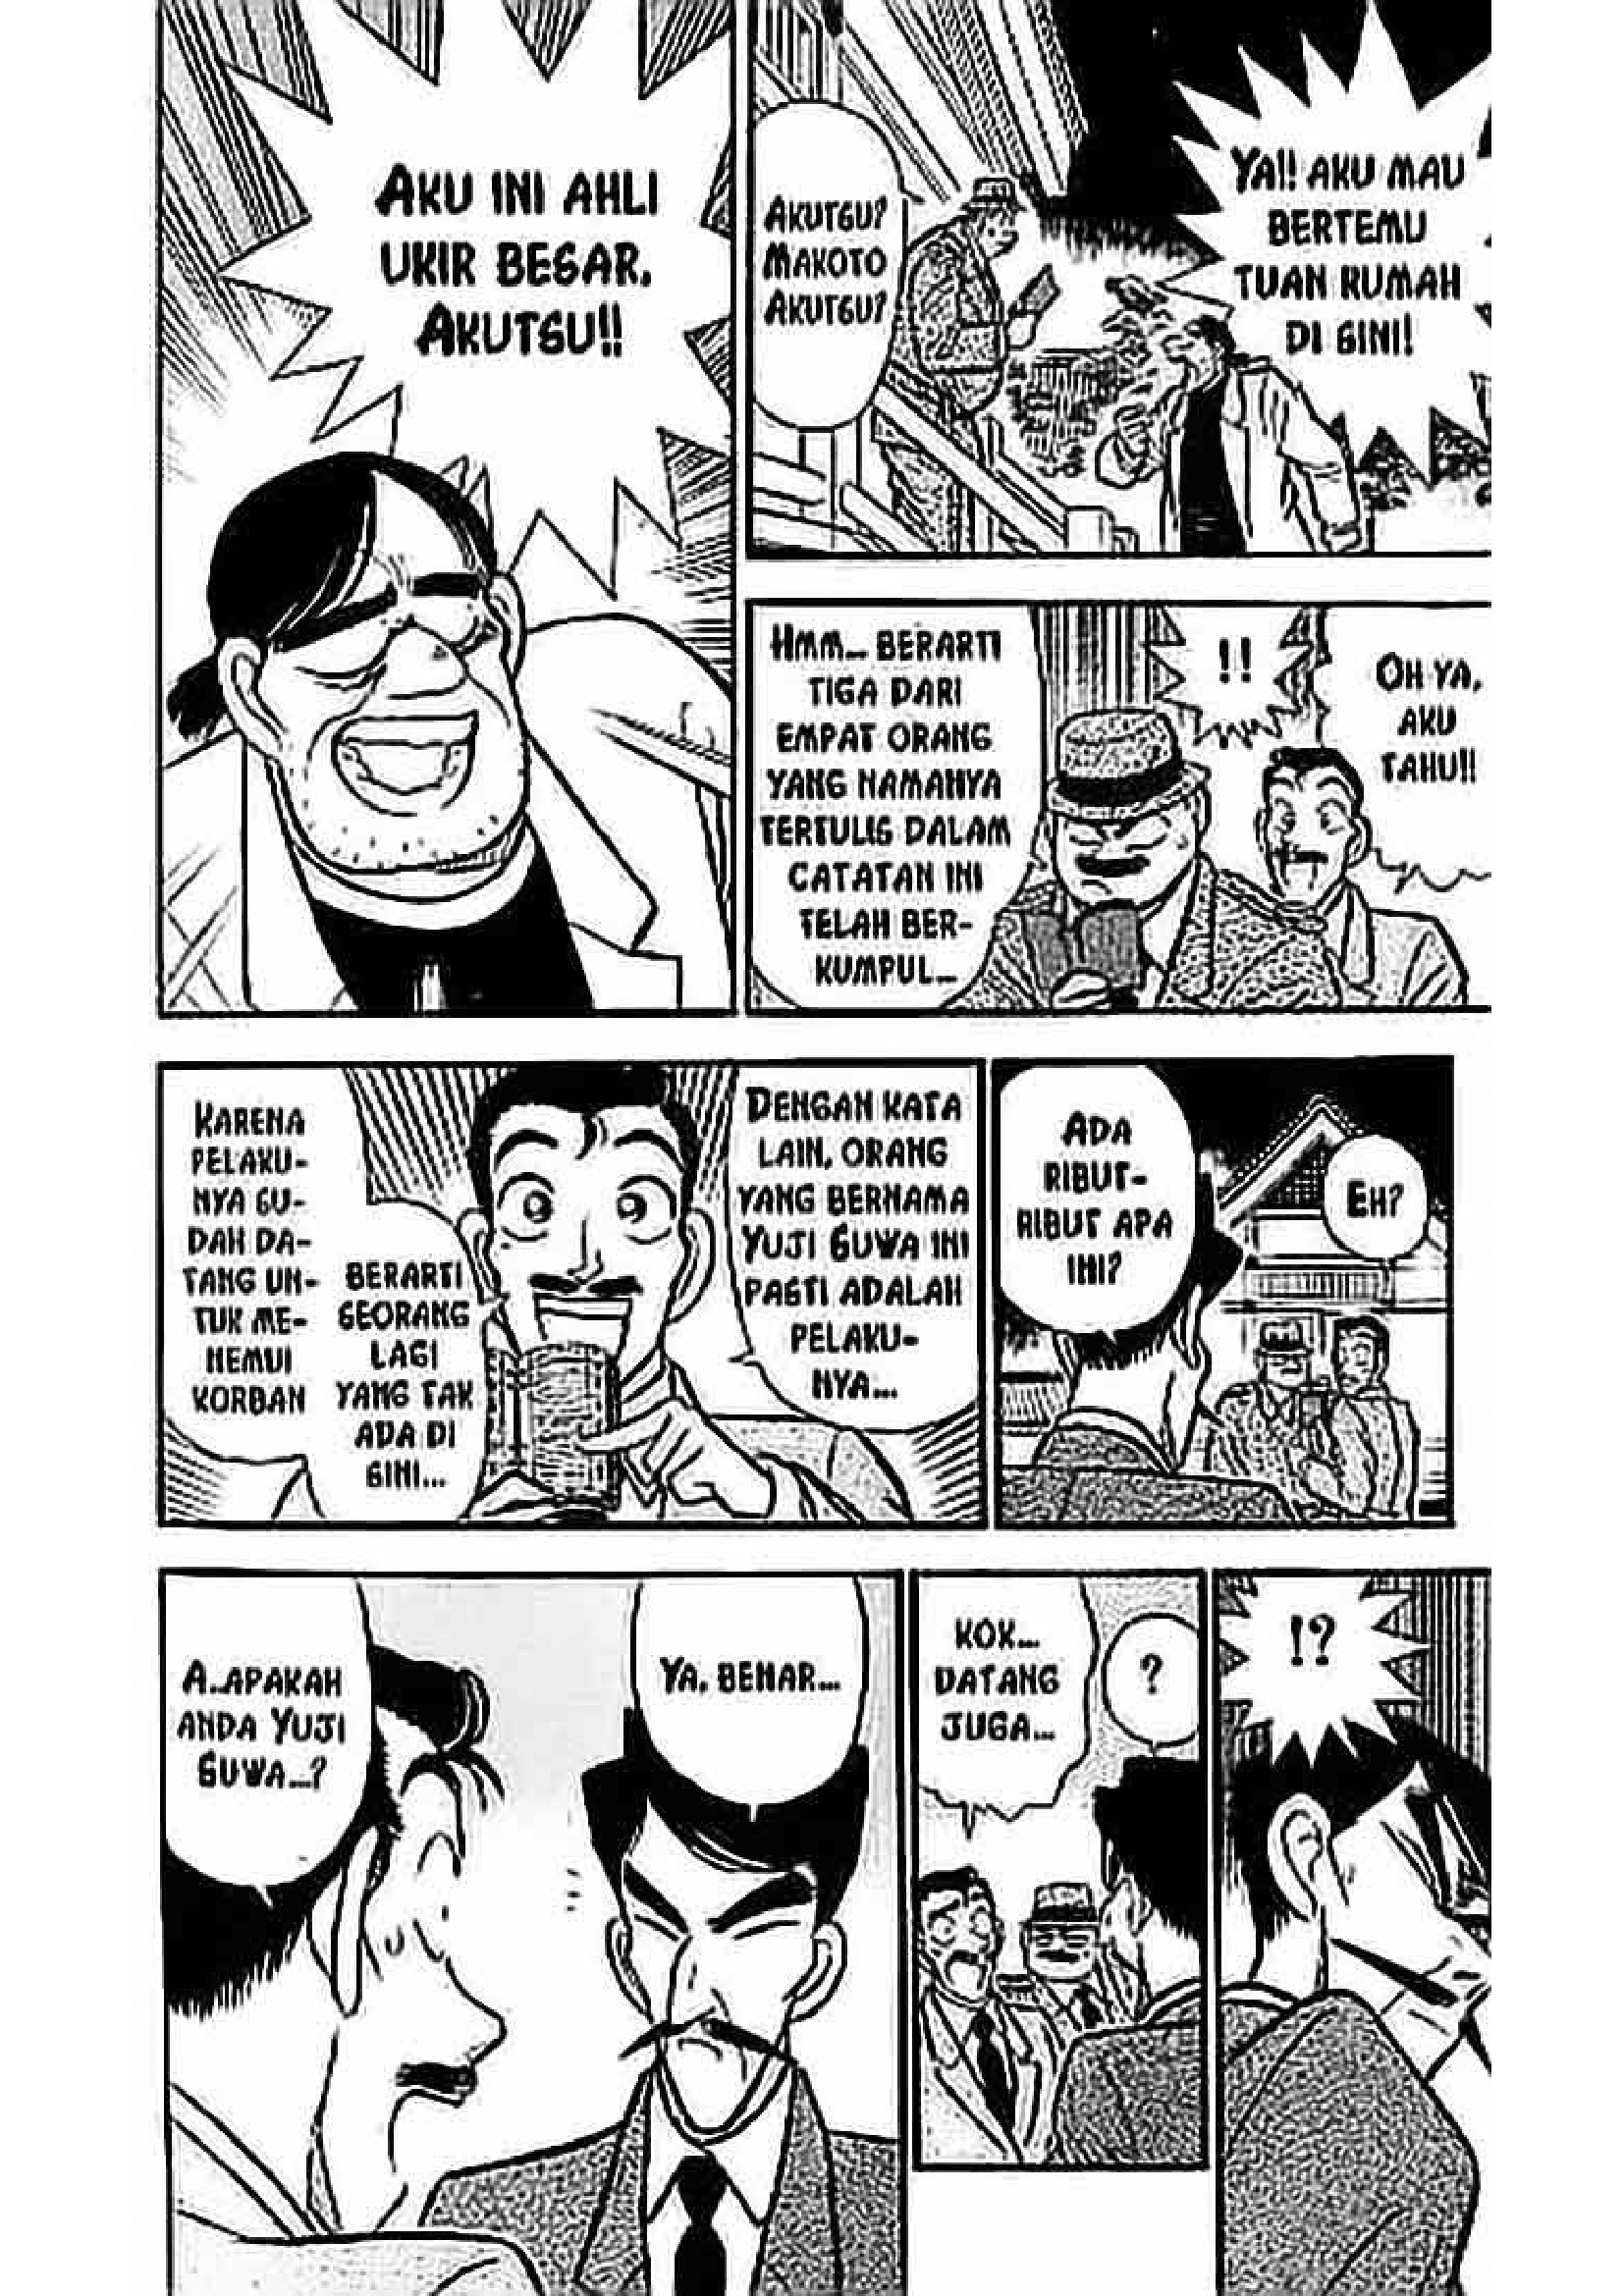 YA!! AKU MAU
BERTEMU
TUAN RUMAH
DI SINI!
AKUTSU?
MAKOTO
AKUTSU?
AKU INI AHLI
UKIR BESAR,
AKUTSU!!
OH YA,
AKU
TAHU!!
!!
HMM... BERARTI
TIGA DARI
EMPAT ORANG
YANG NAMANYA
TERTULIS DALAM
CATATAN INI
TELAH BER-
KUMPUL...
EH?
ADA
RIBUT-
RIBUT APA
INI?
DENGAN KATA
LAIN, ORANG
YANG BERNAMA
YUJI SUWA INI
PASTI ADALAH
PELAKU-
NYA...
BERARTI
SEORANG
LAGI
YANG TAK
ADA DI
SINI...
KARENA
PELAKU-
NYA SU-
DAH DA-
TANG UN-
TUK ME-
NEMUI
KORBAN
!?
?
KOK...
DATANG
JUGA...
YA, BENAR...
A..APAKAH
ANDA YUJI
SUWA...?